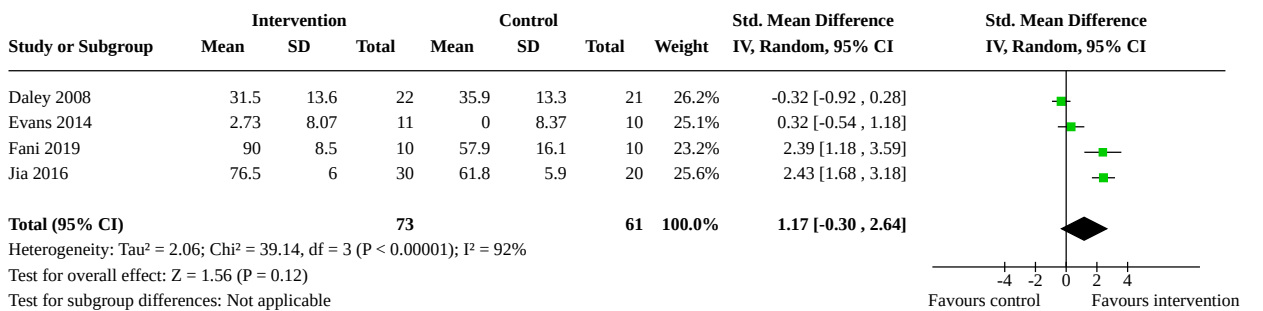 Intervention Control Std. Mean Difference Std. Mean Difference
Study or Subgroup Mean SD Total Mean SD Total Weight IV, Random, 95% CI IV, Random, 95% CI
Daley 2008 31.5 13.6 22 35.9 13.3 21 26.2% -0.32 [-0.92 , 0.28]
Evans 2014 2.73 8.07 11 0 8.37 10 25.1% 0.32 [-0.54 , 1.18]
Fani 2019 90 8.5 10 57.9 16.1 10 23.2% 2.39 [1.18 , 3.59]
Jia 2016 76.5 6 30 61.8 5.9 20 25.6% 2.43 [1.68 , 3.18]
Total (95% CI) 73 61 100.0% 1.17 [-0.30 , 2.64]
Heterogeneity: Tau² = 2.06; Chi² = 39.14, df = 3 (P < 0.00001); I² = 92%
Test for overall effect: Z = 1.56 (P = 0.12)
-4 -2 0 2 4
Test for subgroup differences: Not applicable Favours control Favours intervention